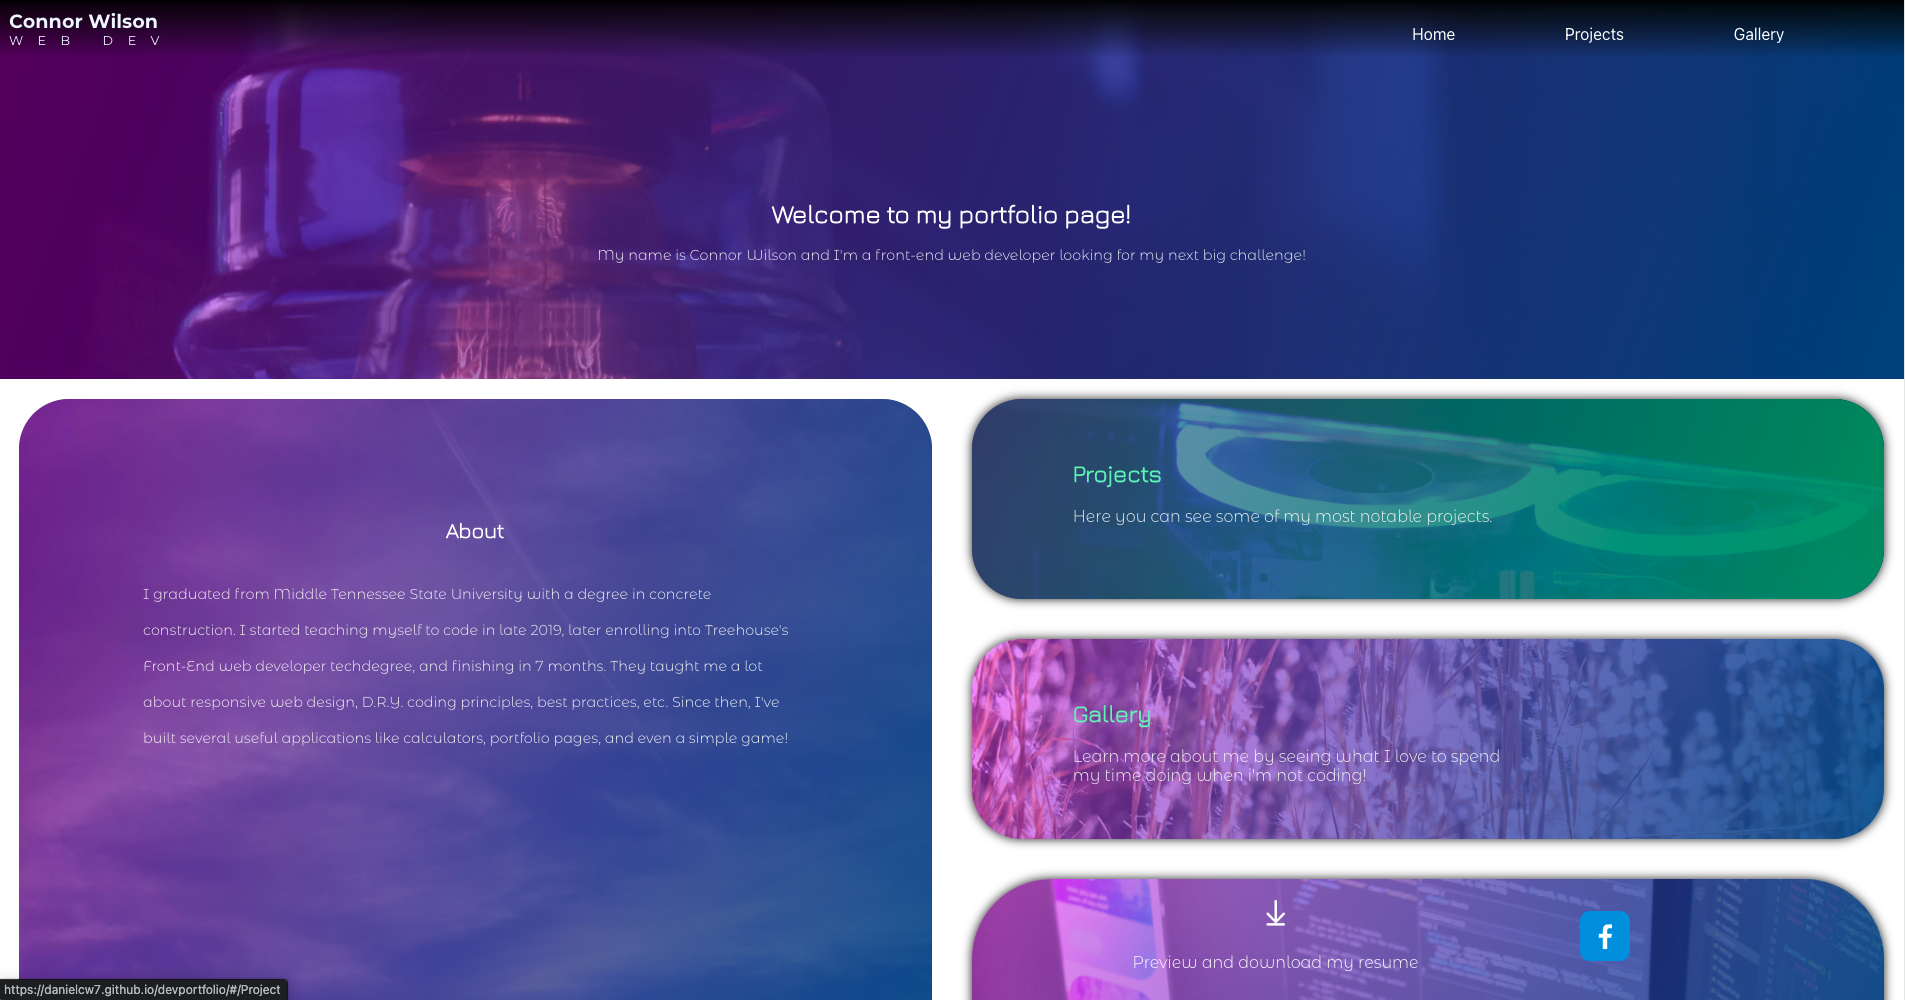 Connor Wilson
WEB DEV
Home
Projects
Gallery
Welcome to my portfolio page!
My name is Connor Wilson and I'm a front-end web developer looking for my next big challenge!
About
I graduated from Middle Tennessee State University with a degree in concrete
construction. I started teaching myself to code in late 2019, later enrolling into Treehouse's
Front-End web developer techdegree, and finishing in 7 months. They taught me a lot
about responsive web design, D.R.Y. coding principles, best practices, etc. Since then, I've
built several useful applications like calculators, portfolio pages, and even a simple game!
Projects
Here you can see some of my most notable projects.
Gallery
Learn more about me by seeing what I love to spend
my time doing when i'm not coding!
Preview and download my resume
https://danielcw7.github.io/devportfolio/#/Project